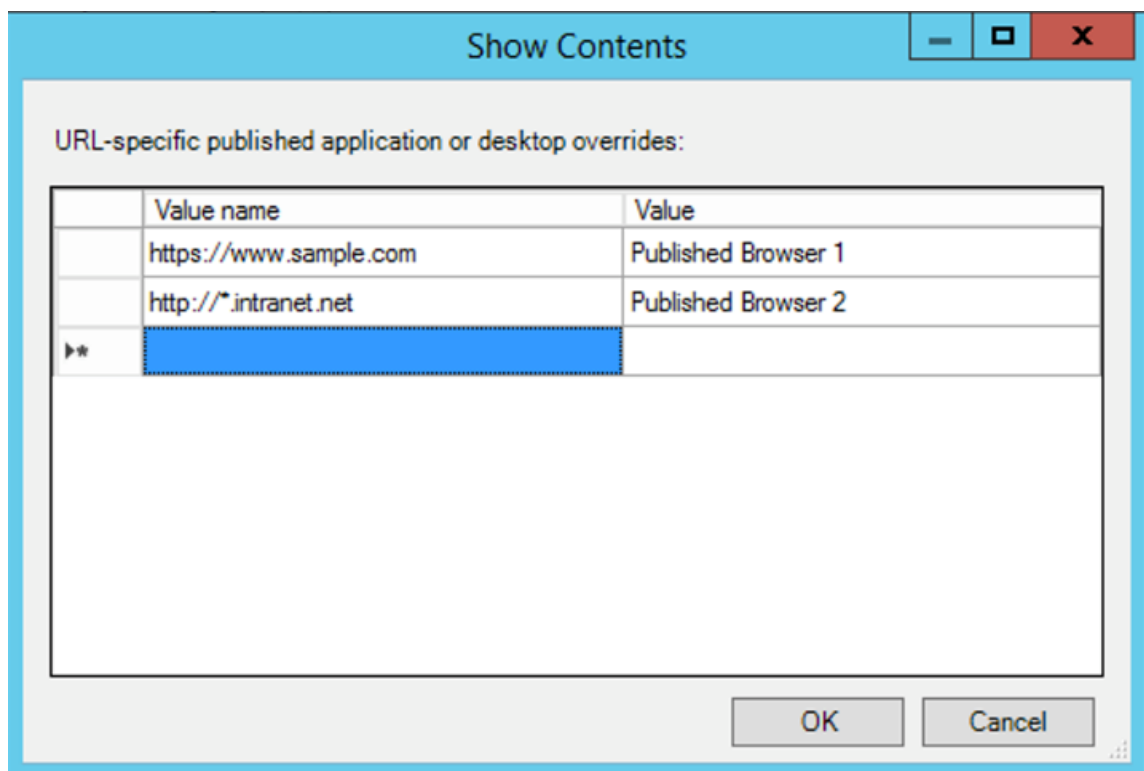 Show Contents
URL-specific published application or desktop overrides:
Value name Value
https://www.sample.com Published Browser 1
http://*.intranet.net Published Browser 2
OK Cancel